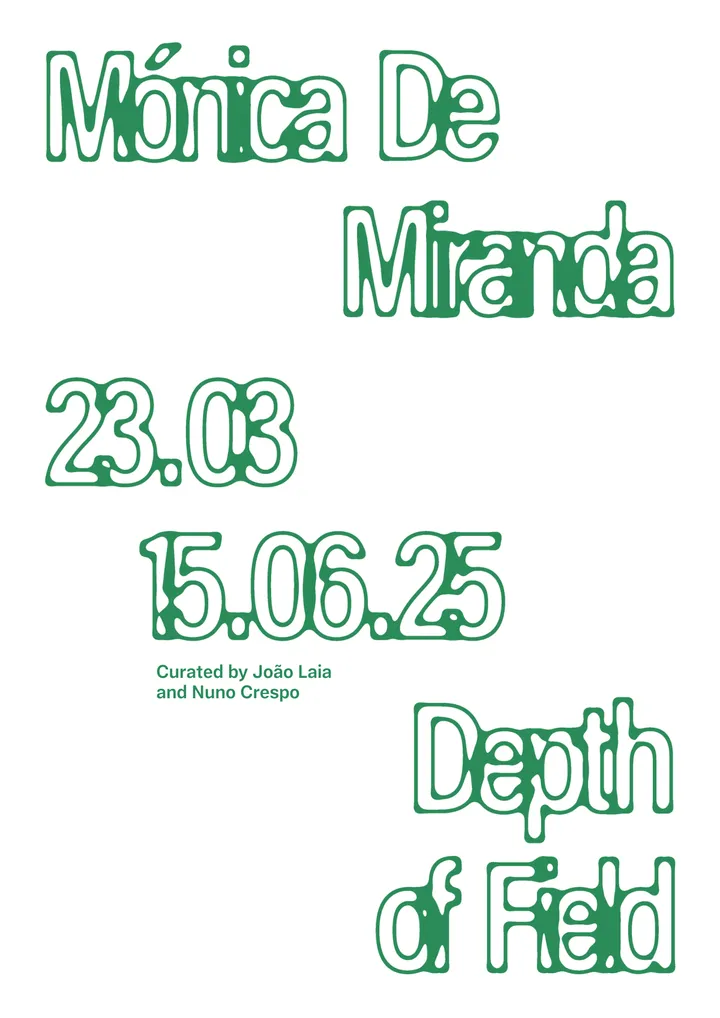 Mónica De
Miranda
23.03
15.06.25
Curated by João Laia
and Nuno Crespo
Depth
of Field